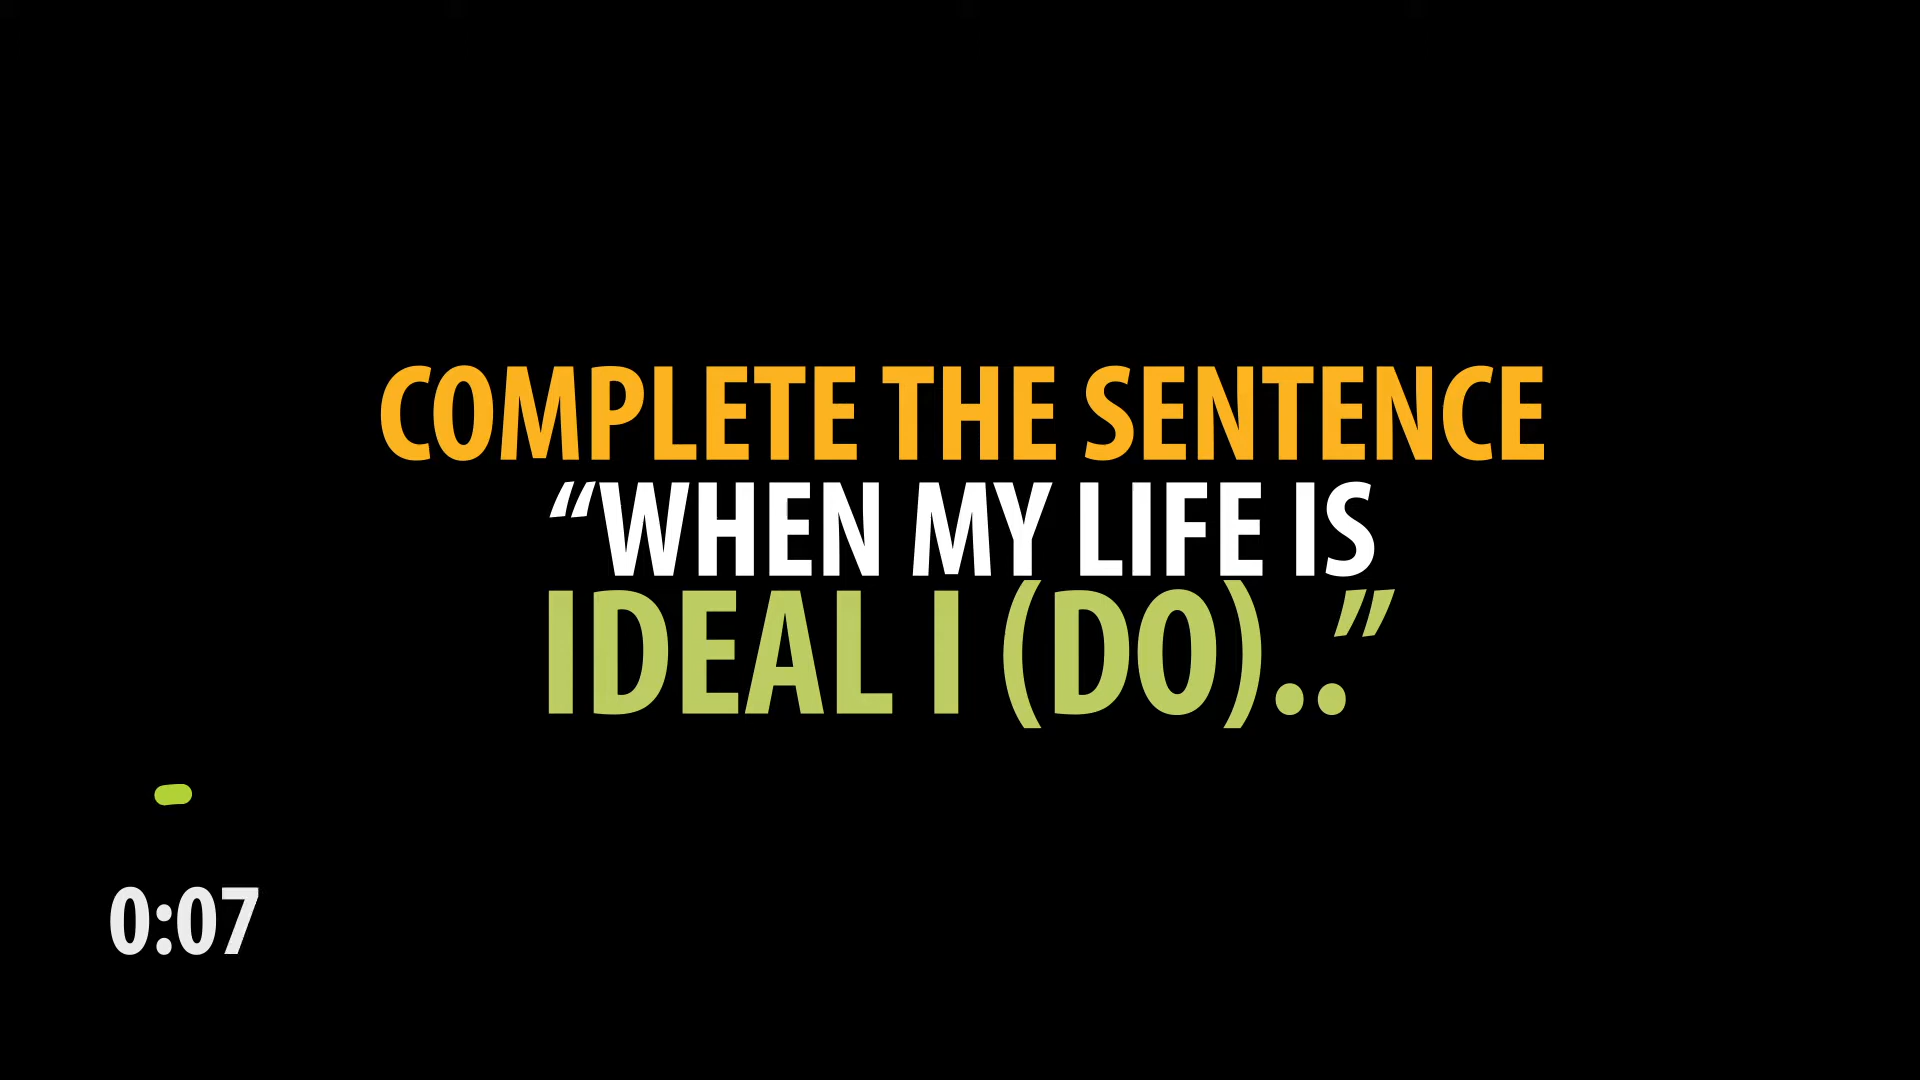 COMPLETE THE SENTENCE
“WHEN MY LIFE IS
IDEAL I (DO)..”
0:07